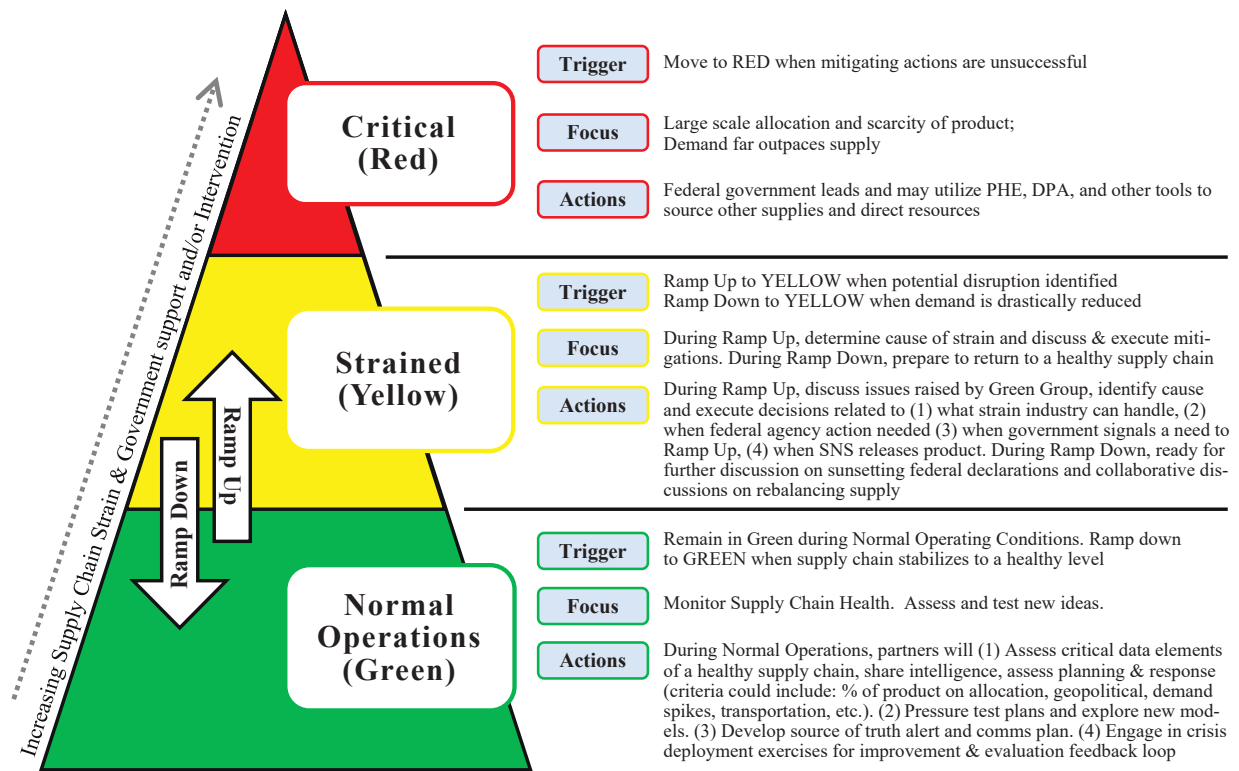 Increasing Supply Chain Strain & Government support and/or Intervention
Critical
(Red)
Trigger
Move to RED when mitigating actions are unsuccessful
Focus
Large scale allocation and scarcity of product;
Demand far outpaces supply
Actions
Federal government leads and may utilize PHE, DPA, and other tools to
source other supplies and direct resources
Strained
(Yellow)
Ramp Up
Ramp Down
Trigger
Ramp Up to YELLOW when potential disruption identified
Ramp Down to YELLOW when demand is drastically reduced
Focus
During Ramp Up, determine cause of strain and discuss & execute miti-
gations. During Ramp Down, prepare to return to a healthy supply chain
Actions
During Ramp Up, discuss issues raised by Green Group, identify cause
and execute decisions related to (1) what strain industry can handle, (2)
when federal agency action needed (3) when government signals a need to
Ramp Up, (4) when SNS releases product. During Ramp Down, ready for
further discussion on sunsetting federal declarations and collaborative dis-
cussions on rebalancing supply
Normal
Operations
(Green)
Trigger
Remain in Green during Normal Operating Conditions. Ramp down
to GREEN when supply chain stabilizes to a healthy level
Focus
Monitor Supply Chain Health. Assess and test new ideas.
Actions
During Normal Operations, partners will (1) Assess critical data elements
of a healthy supply chain, share intelligence, assess planning & response
(criteria could include: % of product on allocation, geopolitical, demand
spikes, transportation, etc.). (2) Pressure test plans and explore new mod-
els. (3) Develop source of truth alert and comms plan. (4) Engage in crisis
deployment exercises for improvement & evaluation feedback loop